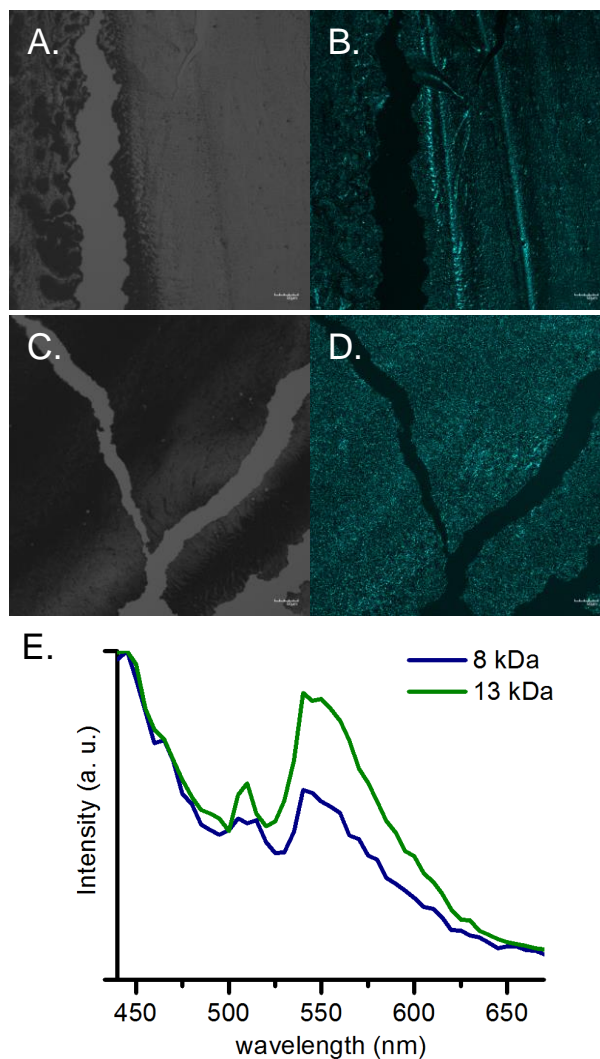 A.
B.
C.
D.
E.
8 kDa
13 kDa
Intensity (a. u.)
450
500
550
600
650
wavelength (nm)